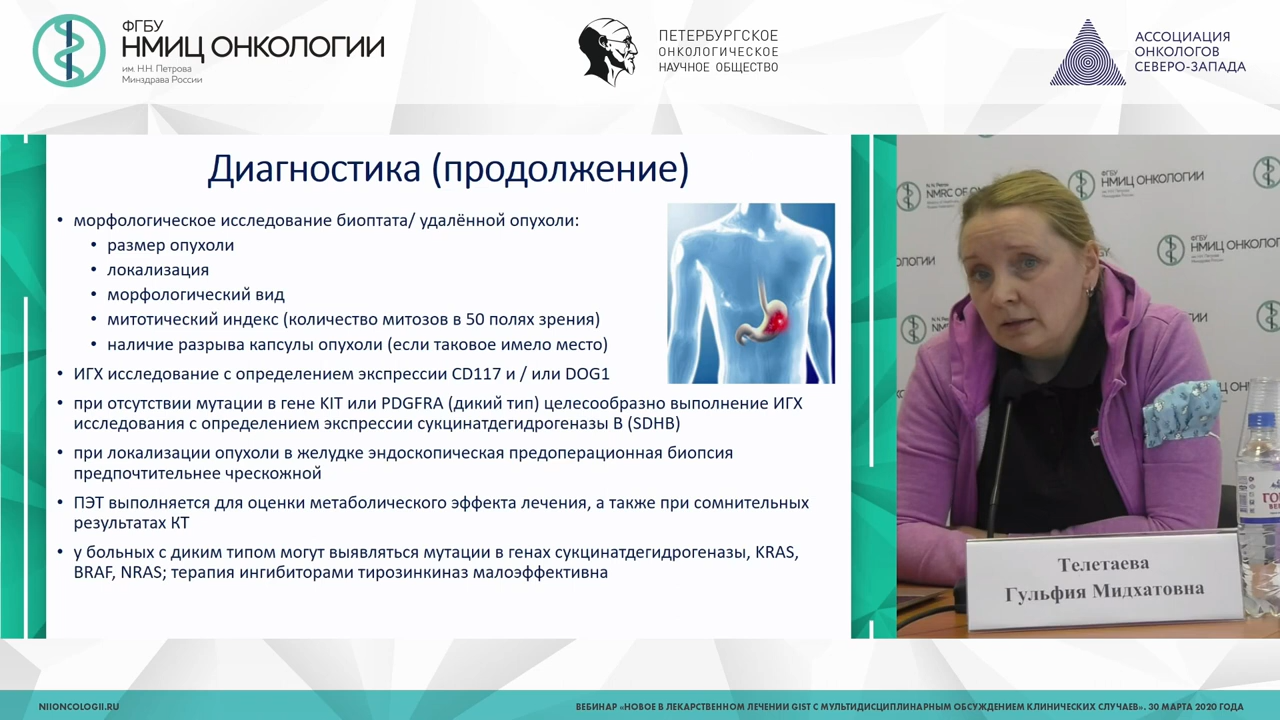 ФГБУ
НМИЦ ОНКОЛОГИИ
им. Н.Н. Петрова
Минздрава России
ПЕТЕРБУРГСКОЕ
ОНКОЛОГИЧЕСКОЕ
НАУЧНОЕ ОБЩЕСТВО
АССОЦИАЦИЯ
ОНКОЛОГОВ
СЕВЕРО-ЗАПАДА
Диагностика (продолжение)
• морфологическое исследование биоптата/ удалённой опухоли:
• размер опухоли
• локализация
• морфологический вид
• митотический индекс (количество митозов в 50 полях зрения)
• наличие разрыва капсулы опухоли (если таковое имело место)
• ИГХ исследование с определением экспрессии CD117 и / или DOG1
• при отсутствии мутации в гене KIT или PDGFRA (дикий тип) целесообразно выполнение ИГХ
исследования с определением экспрессии сукцинатдегидрогеназы В (SDHB)
• при локализации опухоли в желудке эндоскопическая предоперационная биопсия
предпочтительнее чрескожной
• ПЭТ выполняется для оценки метаболического эффекта лечения, а также при сомнительных
результатах КТ
• у больных с диким типом могут выявляться мутации в генах сукцинатдегидрогеназы, KRAS,
BRAF, NRAS; терапия ингибиторами тирозинкиназ малоэффективна
ФГБУ
НМИЦ ОНКОЛОГИИ
NMRC OF
ФГБУ
НМИЦ ОНКОЛОГ
Телетаева
Гульфия Мидхатовна
NIIONCOLOGII.RU
ВЕБИНАР «НОВОЕ В ЛЕКАРСТВЕННОМ ЛЕЧЕНИИ GIST С МУЛЬТИДИСЦИПЛИНАРНЫМ ОБСУЖДЕНИЕМ КЛИНИЧЕСКИХ СЛУЧАЕВ». 30 МАРТА 2020 ГОДА